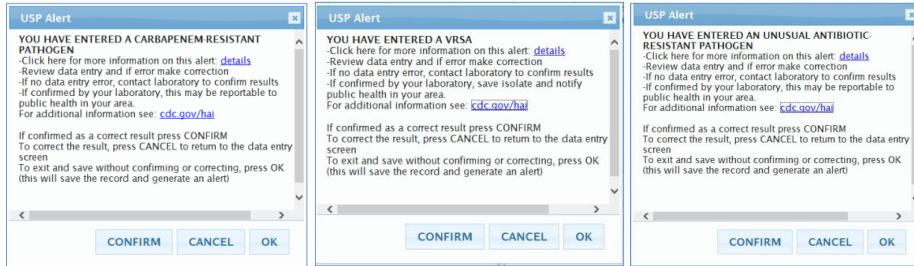 USP Alert
YOU HAVE ENTERED A CARBAPENEM-RESISTANT
PATHOGEN
-Click here for more information on this alert: details
-Review data entry and if error make correction
-If no data entry error, contact laboratory to confirm results
-If confirmed by your laboratory, this may be reportable to
public health in your area.
For additional information see: cdc.gov/hai
If confirmed as a correct result press CONFIRM
To correct the result, press CANCEL to return to the data entry
screen
To exit and save without confirming or correcting, press OK
(this will save the record and generate an alert)
CONFIRM CANCEL OK
USP Alert
YOU HAVE ENTERED A VRSA
-Click here for more information on this alert: details
-Review data entry and if error make correction
-If no data entry error, contact laboratory to confirm results
-If confirmed by your laboratory, save isolate and notify
public health in your area.
For additional information see: cdc.gov/hai
If confirmed as a correct result press CONFIRM
To correct the result, press CANCEL to return to the data entry
screen
To exit and save without confirming or correcting, press OK
(this will save the record and generate an alert)
CONFIRM CANCEL OK
USP Alert
YOU HAVE ENTERED AN UNUSUAL ANTIBIOTIC-
RESISTANT PATHOGEN
-Click here for more information on this alert: details
-Review data entry and if error make correction
-If no data entry error, contact laboratory to confirm results
-If confirmed by your laboratory, this may be reportable to
public health in your area.
For additional information see: cdc.gov/hai
If confirmed as a correct result press CONFIRM
To correct the result, press CANCEL to return to the data entry
screen
To exit and save without confirming or correcting, press OK
(this will save the record and generate an alert)
CONFIRM CANCEL OK